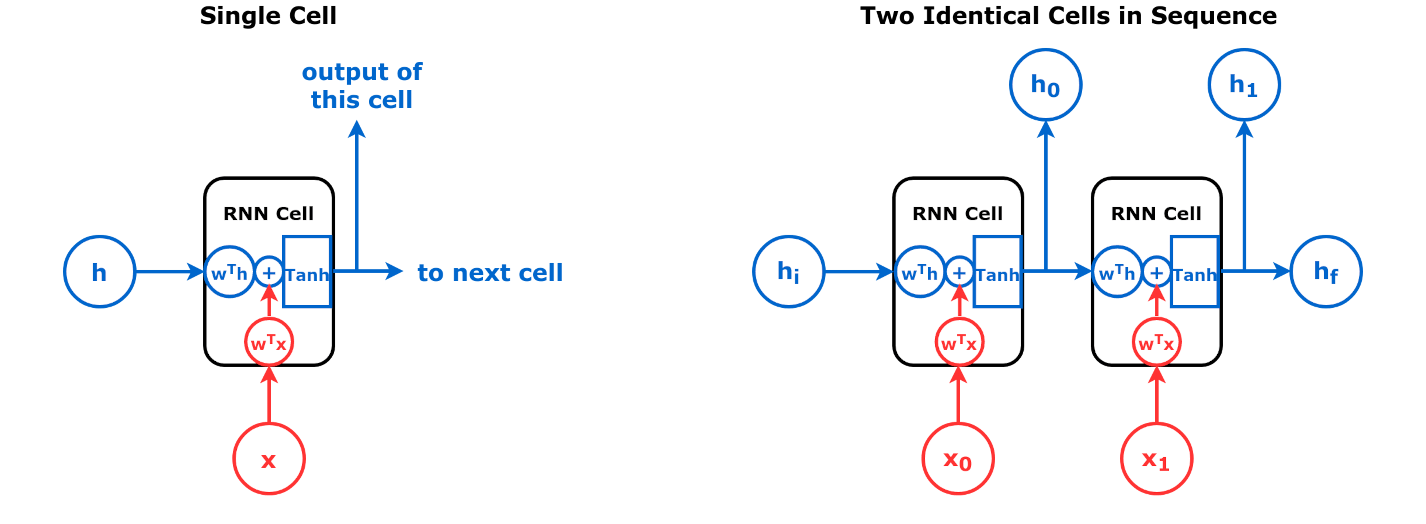 Single Cell
output of
this cell
RNN Cell
h
wᵀh
+
Tanh
to next cell
wᵀx
x
Two Identical Cells in Sequence
h₀
h₁
RNN Cell
RNN Cell
hᵢ
wᵀh
+
Tanh
wᵀh
+
Tanh
h_f
wᵀx
wᵀx
x₀
x₁